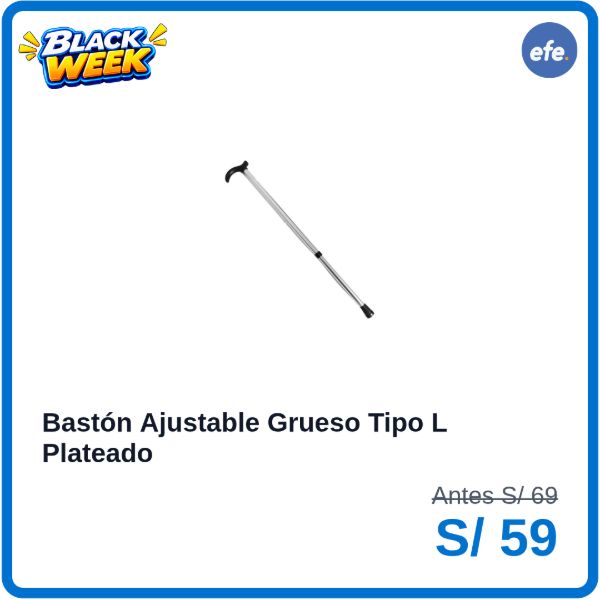 BLACK
WEEK
efe.
Bastón Ajustable Grueso Tipo L
Plateado
Antes S/ 69
S/ 59